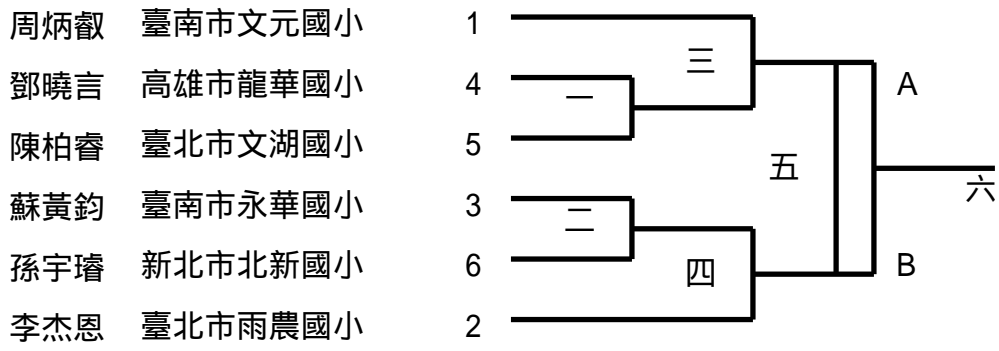 周炳叡 臺南市文元國小 1
三
A
鄧曉言 高雄市龍華國小 4
一
陳柏睿 臺北市文湖國小 5
五
六
蘇黃鈞 臺南市永華國小 3
二
孫宇璿 新北市北新國小 6
四
B
李杰恩 臺北市雨農國小 2